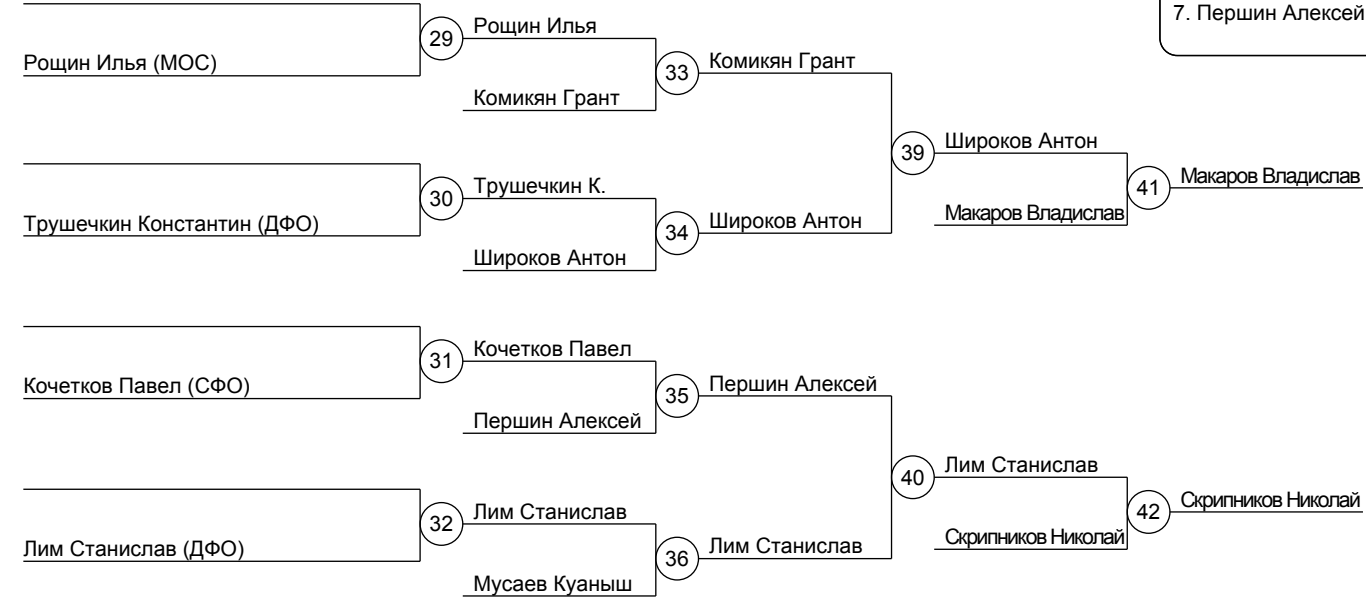 7. Першин Алексей
29
Рощин Илья
Рощин Илья (МОС)
33
Комикян Грант
Комикян Грант
39
Широков Антон
30
Трушечкин К.
Трушечкин Константин (ДФО)
34
Широков Антон
Широков Антон
41
Макаров Владислав
Макаров Владислав
31
Кочетков Павел
Кочетков Павел (СФО)
35
Першин Алексей
Першин Алексей
40
Лим Станислав
32
Лим Станислав
Лим Станислав (ДФО)
36
Лим Станислав
Мусаев Куаныш
42
Скрипников Николай
Скрипников Николай